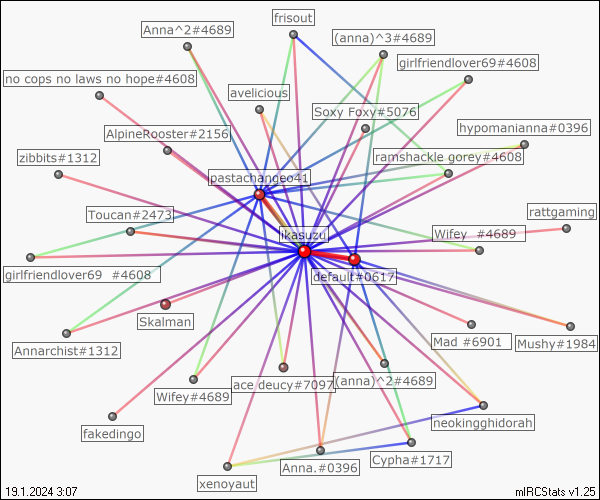 frisout
Anna^2#4689
(anna)^3#4689
girlfriendlover69#4608
no cops no laws no hope#4608
avelicious
Soxy Foxy#5076
hypomanianna#0396
AlpineRooster#2156
zibbits#1312
ramshackle gorey#4608
pastachangeo41
rattgaming
Toucan#2473
ikasuzu
Wifey  #4689
girlfriendlover69  #4608
default#0617
Skalman
Annarchist#1312
Mad #6901
Mushy#1984
Wifey#4689
ace deucy#7097
(anna)^2#4689
fakedingo
neokingghidorah
Anna.#0396
Cypha#1717
xenoyaut
19.1.2024 3:07
mIRCStats v1.25